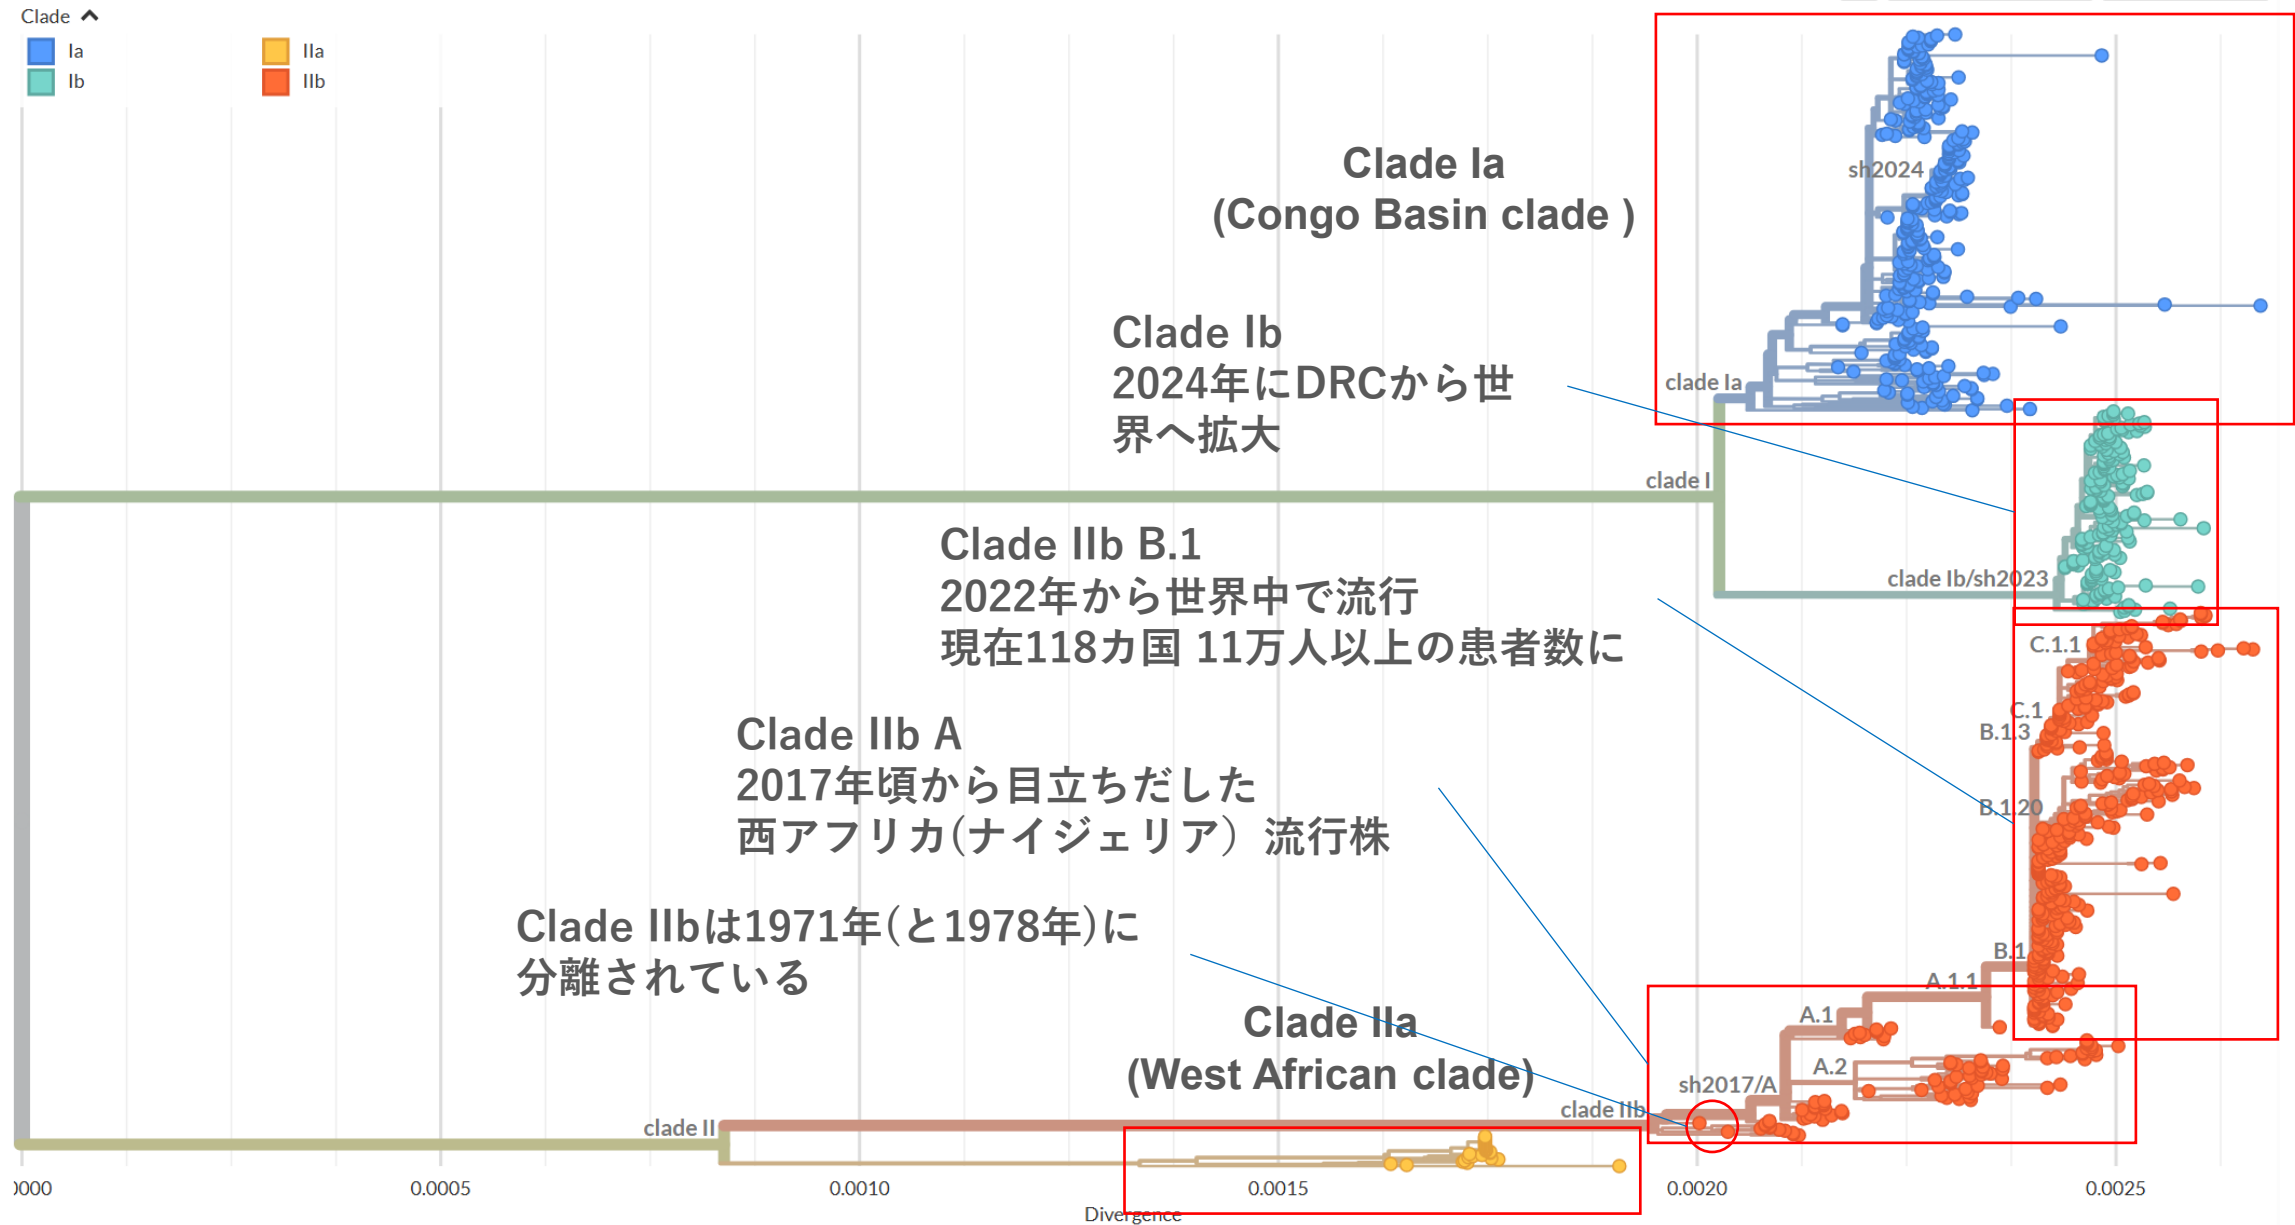 Clade
Ia
IIa
Ib
IIb
Clade Ia
(Congo Basin clade )
sh2024
Clade Ib
2024年にDRCから世
界へ拡大
clade Ia
clade I
Clade IIb B.1
2022年から世界中で流行
現在118カ国 11万人以上の患者数に
clade Ib/sh2023
C.1.1
C.1
B.1.3
Clade IIb A
2017年頃から目立ちだした
西アフリカ(ナイジェリア）流行株
B.1.20
Clade IIbは1971年(と1978年)に
分離されている
B.1
A.1.1
A.1
Clade IIa
(West African clade)
A.2
sh2017/A
clade IIb
clade II
0000
0.0005
0.0010
0.0015
0.0020
0.0025
Divergence